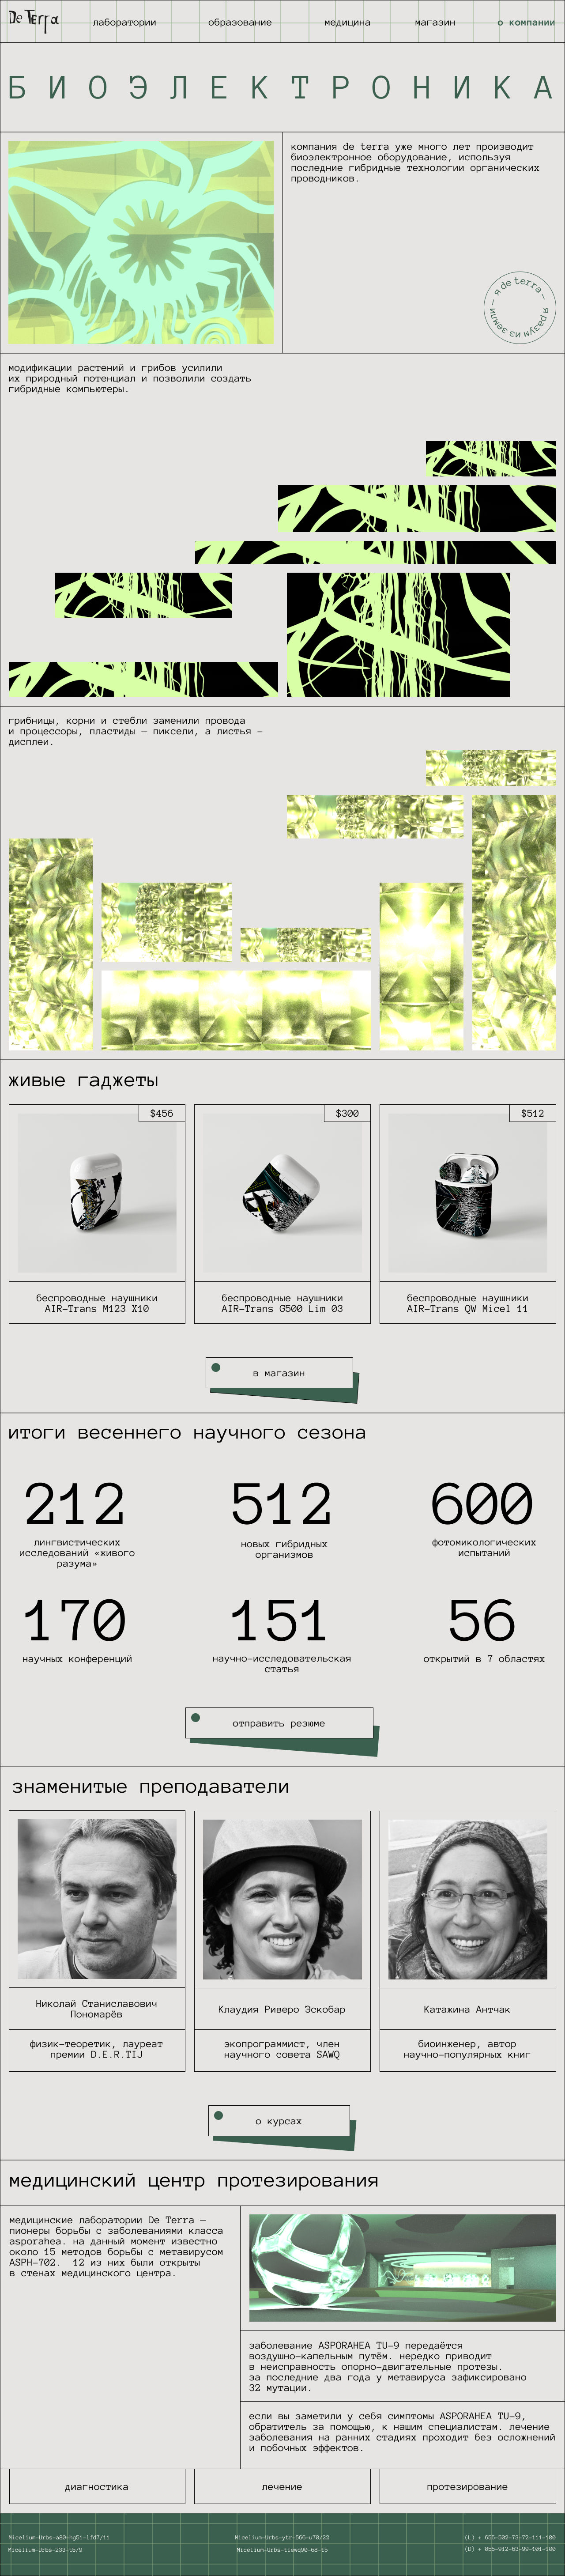 De Terra
лаборатории образование медицина магазин о компании
БИОЭЛЕКТРОНИКА
компания de terra уже много лет производит
биоэлектронное оборудование, используя
последние гибридные технологии органических
проводников.
я de terra — я разум из земли —
модификации растений и грибов усилили
их природный потенциал и позволили создать
гибридные компьютеры.
грибницы, корни и стебли заменили провода
и процессоры, пластиды — пиксели, а листья -
дисплеи.
живые гаджеты
$456
беспроводные наушники
AIR-Trans M123 X10
$300
беспроводные наушники
AIR-Trans G500 Lim 03
$512
беспроводные наушники
AIR-Trans QW Micel 11
в магазин
итоги весеннего научного сезона
212
лингвистических
исследований «живого
разума»
512
новых гибридных
организмов
600
фотомикологических
испытаний
170
научных конференций
151
научно-исследовательская
статья
56
открытий в 7 областях
отправить резюме
знаменитые преподаватели
Николай Станиславович
Пономарёв
физик-теоретик, лауреат
премии D.E.R.TIJ
Клаудия Риверо Эскобар
экопрограммист, член
научного совета SAWQ
Катажина Антчак
биоинженер, автор
научно-популярных книг
о курсах
медицинский центр протезирования
медицинские лаборатории De Terra —
пионеры борьбы с заболеваниями класса
asporahea. на данный момент известно
около 15 методов борьбы с метавирусом
ASPH-702. 12 из них были открыты
в стенах медицинского центра.
заболевание ASPORAHEA TU-9 передаётся
воздушно-капельным путём. нередко приводит
в неисправность опорно-двигательные протезы.
за последние два года у метавируса зафиксировано
32 мутации.
если вы заметили у себя симптомы ASPORAHEA TU-9,
обратитель за помощью, к нашим специалистам. лечение
заболевания на ранних стадиях проходит без осложнений
и побочных эффектов.
диагностика
лечение
протезирование
Micelium-Urbs-a80-hg51-lfd7/11
Micelium-Urbs-233-t5/9
Micelium-Urbs-ytr-566-u70/22
Micelium-Urbs-tiewq90-68-t5
(L) + 655-502-73-72-111-100
(D) + 055-912-63-99-101-100